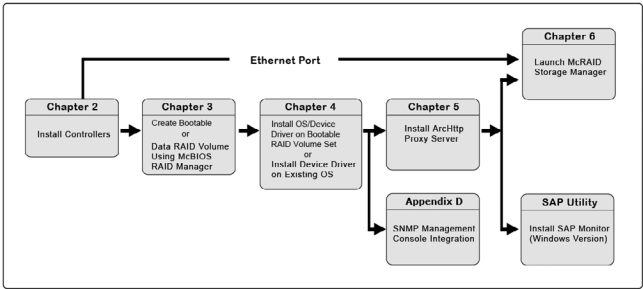 Chapter 6
Launch McRAID
Storage Manager
Ethernet Port
Chapter 2
Install Controllers
Chapter 3
Create Bootable
or
Data RAID Volume
Using McBIOS
RAID Manager
Chapter 4
Install OS/Device
Driver on Bootable
RAID Volume Set
or
Install Device Driver
on Existing OS
Chapter 5
Install ArcHttp
Proxy Server
Appendix D
SNMP Management
Console Integration
SAP Utility
Install SAP Monitor
(Windows Version)